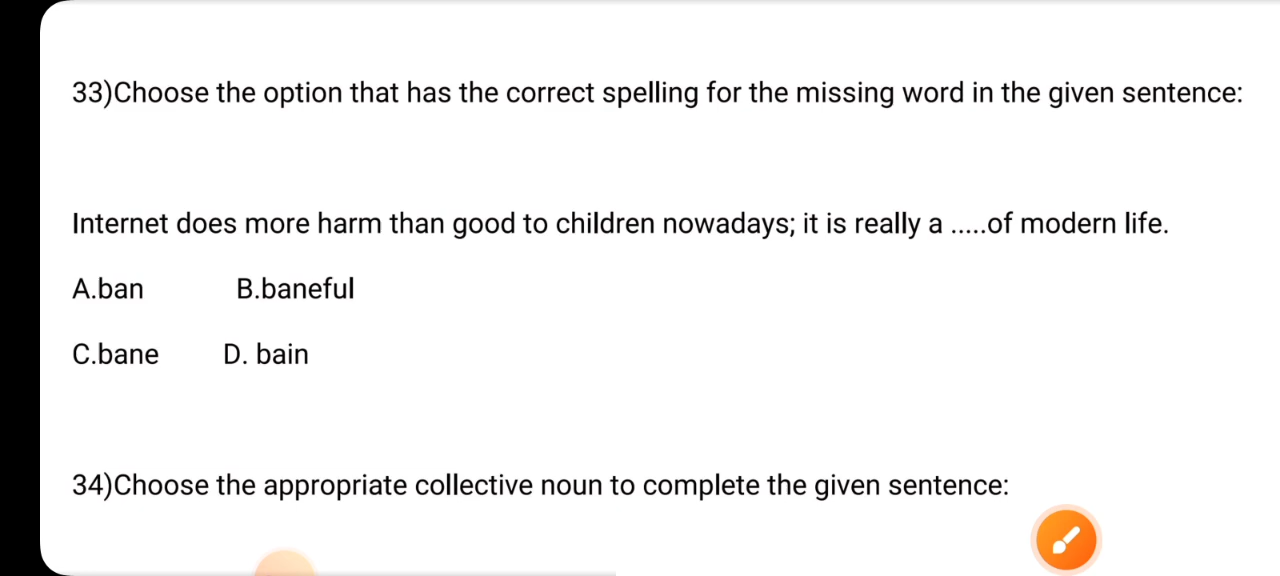 33)Choose the option that has the correct spelling for the missing word in the given sentence:
Internet does more harm than good to children nowadays; it is really a .....of modern life.
A.ban B.baneful
C.bane D. bain
34)Choose the appropriate collective noun to complete the given sentence: